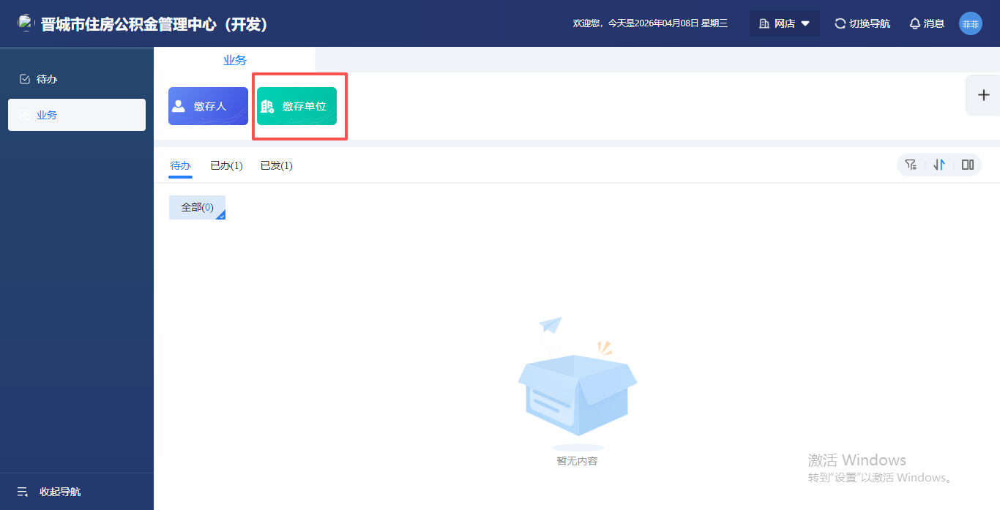 晋城市住房公积金管理中心（开发）
欢迎您，今天是2026年04月08日 星期三
网店
切换导航
消息
菲菲
待办
业务
收起导航
业务
缴存人
缴存单位
待办
已办(1)
已发(1)
全部(0)
暂无内容
激活 Windows
转到"设置"以激活 Windows。